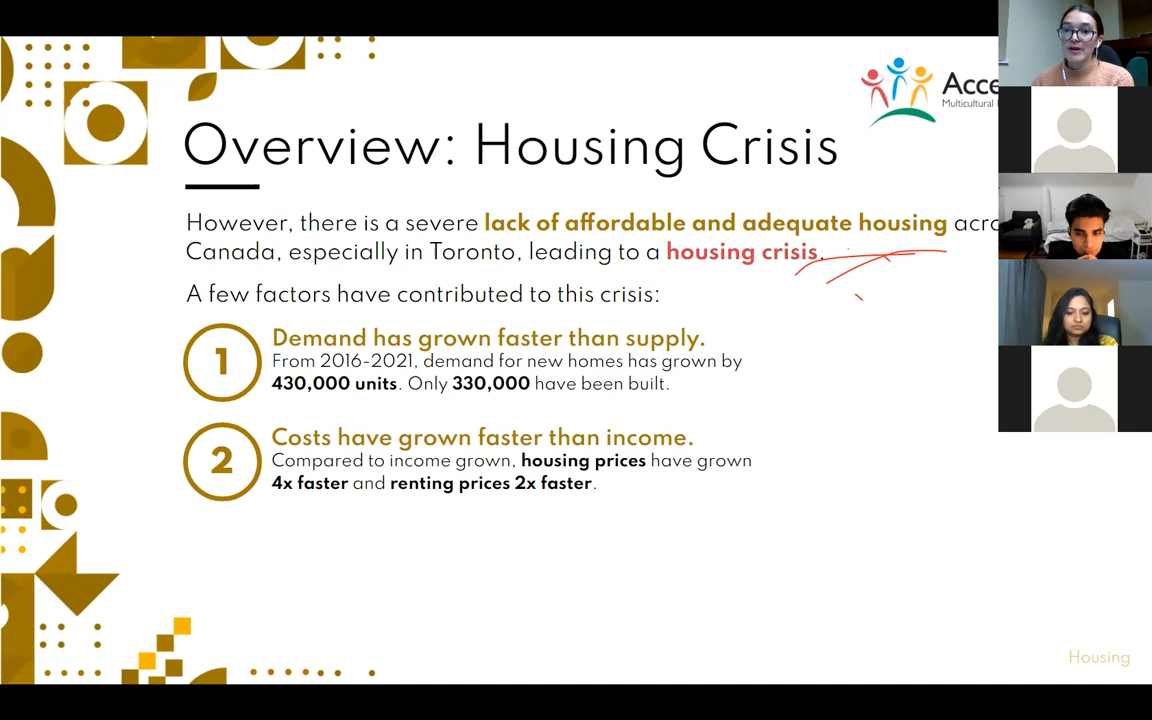 Overview: Housing Crisis
However, there is a severe lack of affordable and adequate housing
Canada, especially in Toronto, leading to a housing crisis.
A few factors have contributed to this crisis:
1
Demand has grown faster than supply.
From 2016-2021, demand for new homes has grown by
430,000 units. Only 330,000 have been built.
2
Costs have grown faster than income.
Compared to income grown, housing prices have grown
4x faster and renting prices 2x faster.
Multicultural
Housing